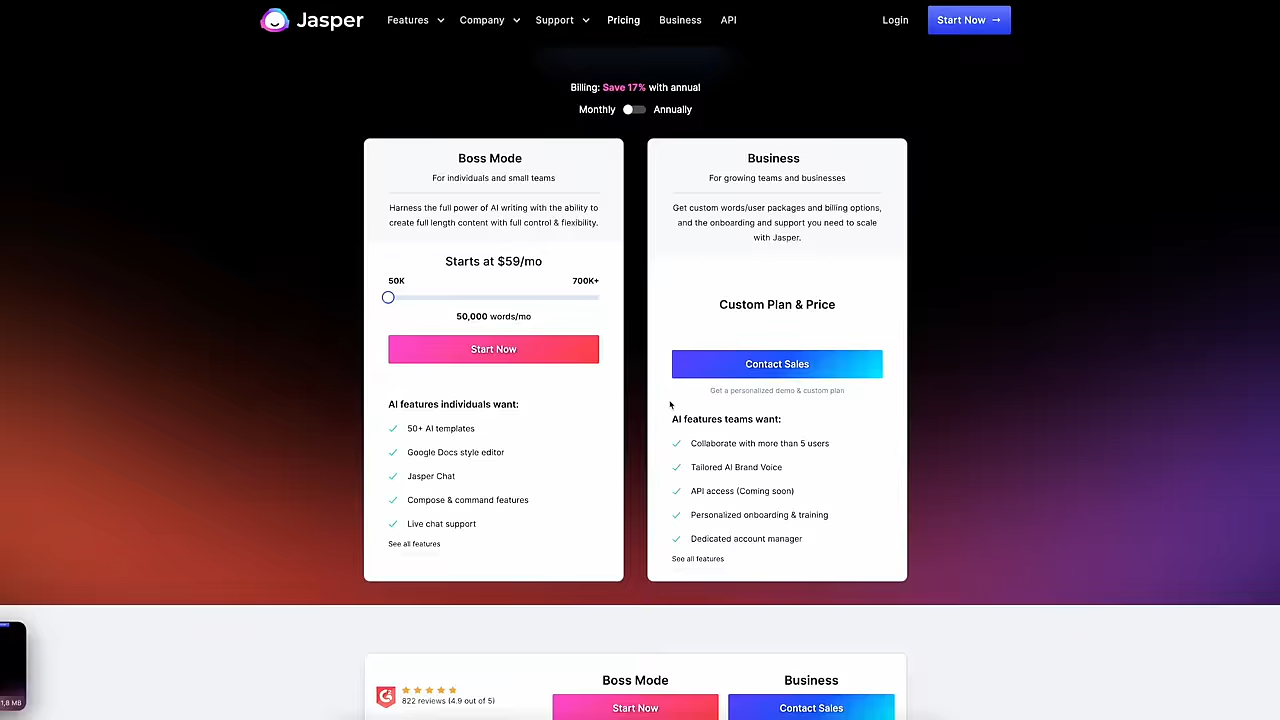 Jasper
Features
Company
Support
Pricing
Business
API
Login
Start Now →
Billing: Save 17% with annual
Monthly
Annually
Boss Mode
For individuals and small teams
Harness the full power of AI writing with the ability to
create full length content with full control & flexibility.
Starts at $59/mo
50K
700K+
50,000 words/mo
Start Now
AI features individuals want:
50+ AI templates
Google Docs style editor
Jasper Chat
Compose & command features
Live chat support
See all features
Business
For growing teams and businesses
Get custom words/user packages and billing options,
and the onboarding and support you need to scale
with Jasper.
Custom Plan & Price
Contact Sales
Get a personalized demo & custom plan
AI features teams want:
Collaborate with more than 5 users
Tailored AI Brand Voice
API access (Coming soon)
Personalized onboarding & training
Dedicated account manager
See all features
1,8 MB
822 reviews (4.9 out of 5)
Boss Mode
Business
Start Now
Contact Sales